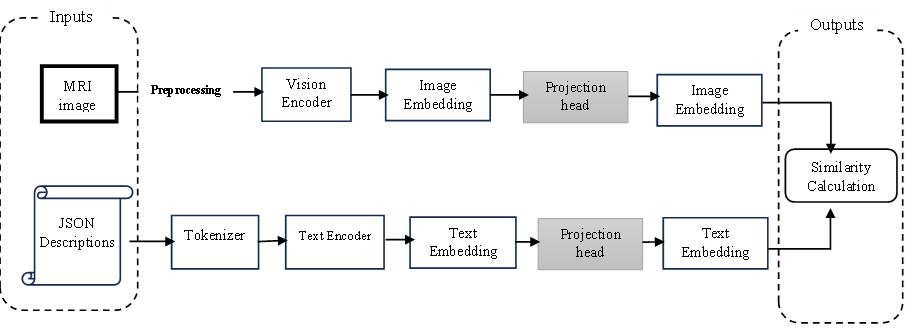 Inputs
Outputs
MRI
image
Preprocessing
Vision
Encoder
Image
Embedding
Projection
head
Image
Embedding
Similarity
Calculation
JSON
Descriptions
Tokenizer
Text Encoder
Text
Embedding
Projection
head
Text
Embedding